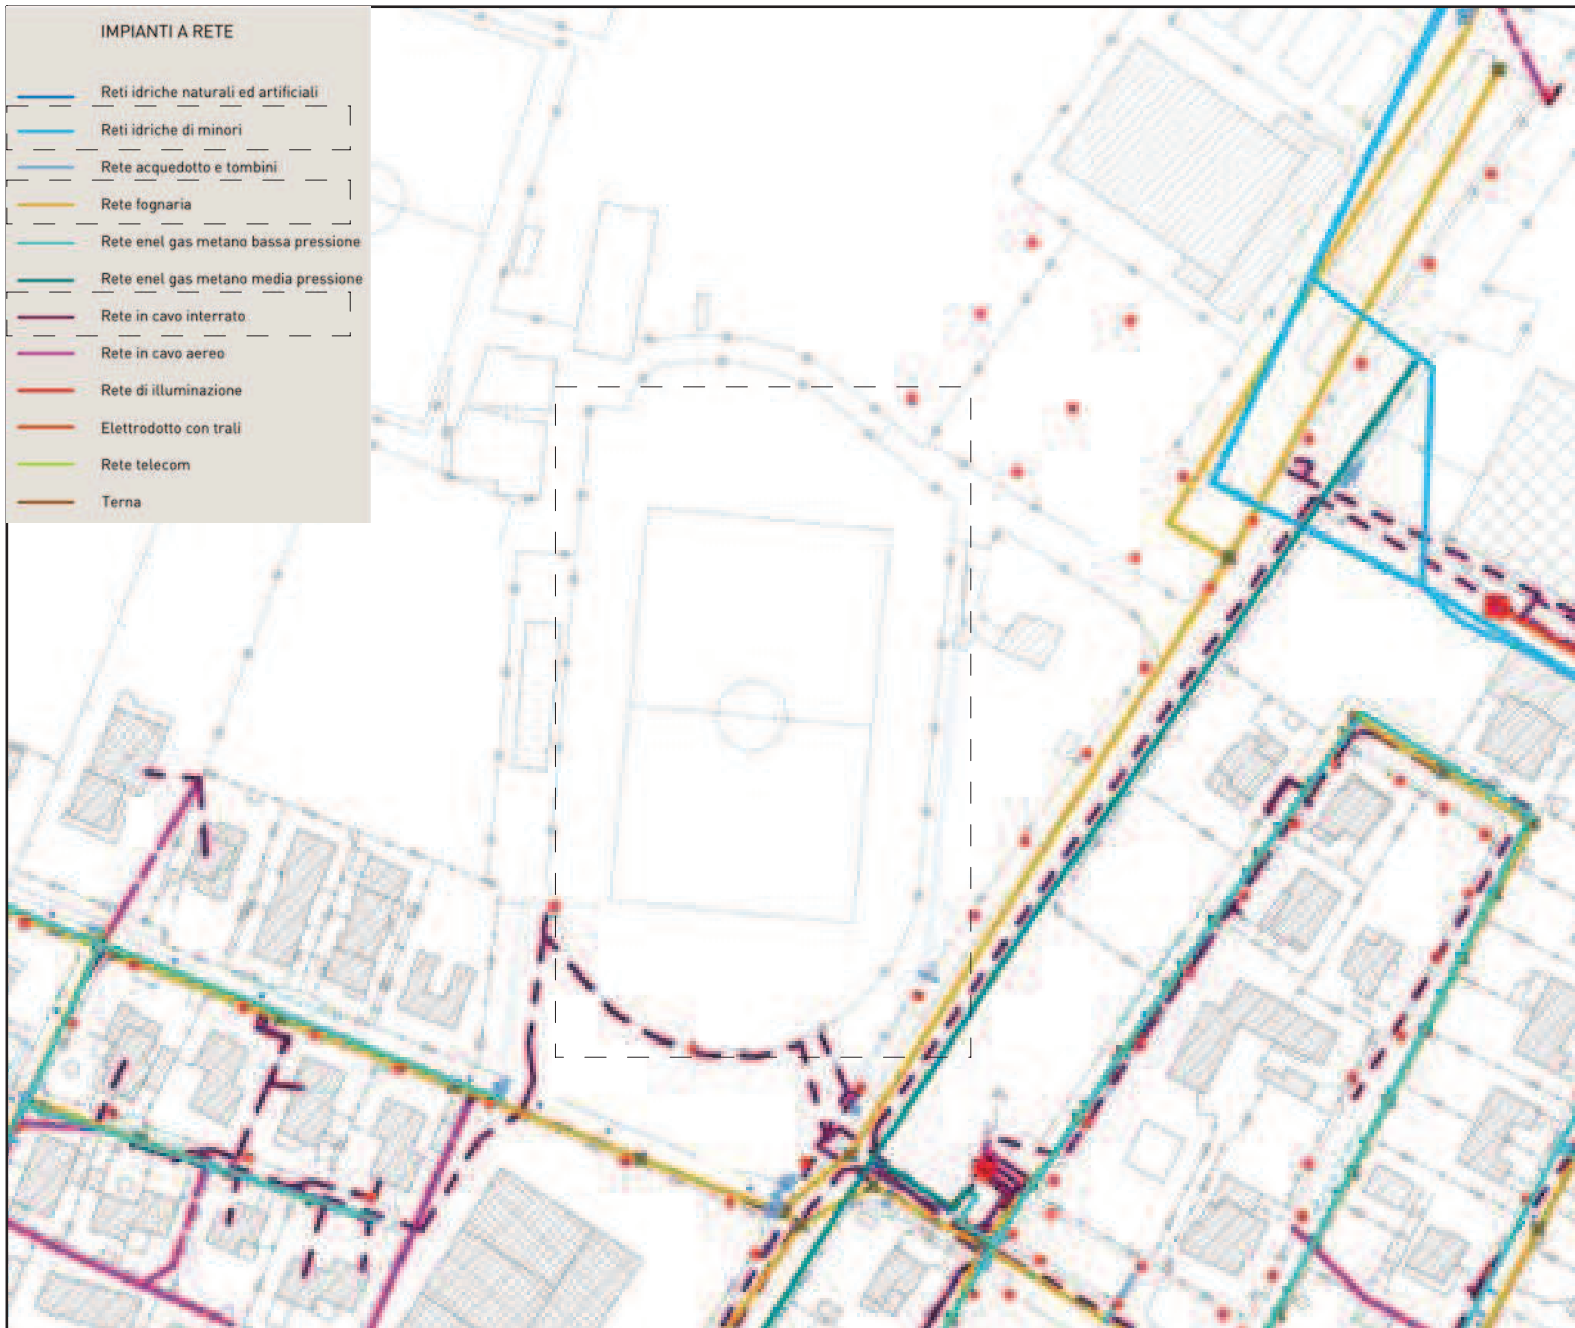 IMPIANTI A RETE
Reti idriche naturali ed artificiali
Reti idriche di minori
Rete acquedotto e tombini
Rete fognaria
Rete enel gas metano bassa pressione
Rete enel gas metano media pressione
Rete in cavo interrato
Rete in cavo aereo
Rete di illuminazione
Elettrodotto con trali
Rete telecom
Terna